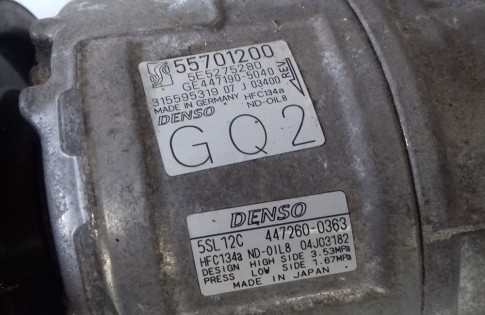 55701200
5E5275290
GE447190-5040
315595319 07 J 03400 REV
MADE IN GERMANY HFC134a
DENSO ND-OIL8
GQ2
DENSO
5SL12C 447260-0363
HFC134a ND-OIL8 04J03182
DESIGN HIGH SIDE 3.53MPa
PRESS LOW SIDE 1.67MPa
MADE IN JAPAN